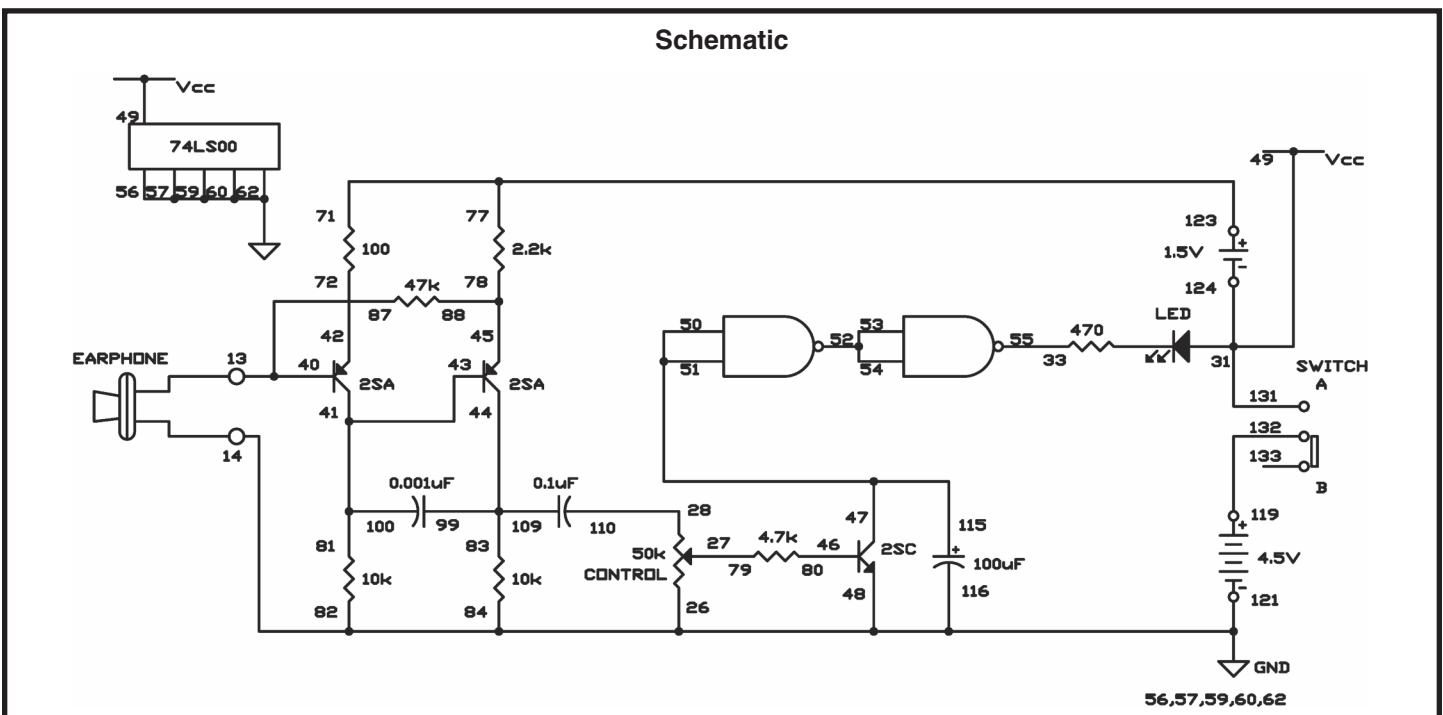 Schematic
Vcc
49
74LS00
56 57 59 60 62
49 Vcc
71 77
100 2.2k
72 78
47k
87 88
123
1.5V +
-
124
42 45
EARPHONE 13
40 43
2SA 2SA
41 44
14
50 52 53 55
51 54
470
33
LED
31
SWITCH
A
131
132
133
B
0.001uF 0.1uF
100 99 109 110
28
81 83
10k 10k
82 84
50k
CONTROL
27 4.7k 46
79 80
26
47
2SC
48
115
+
100uF
116
119
+
4.5V
-
121
GND
56,57,59,60,62